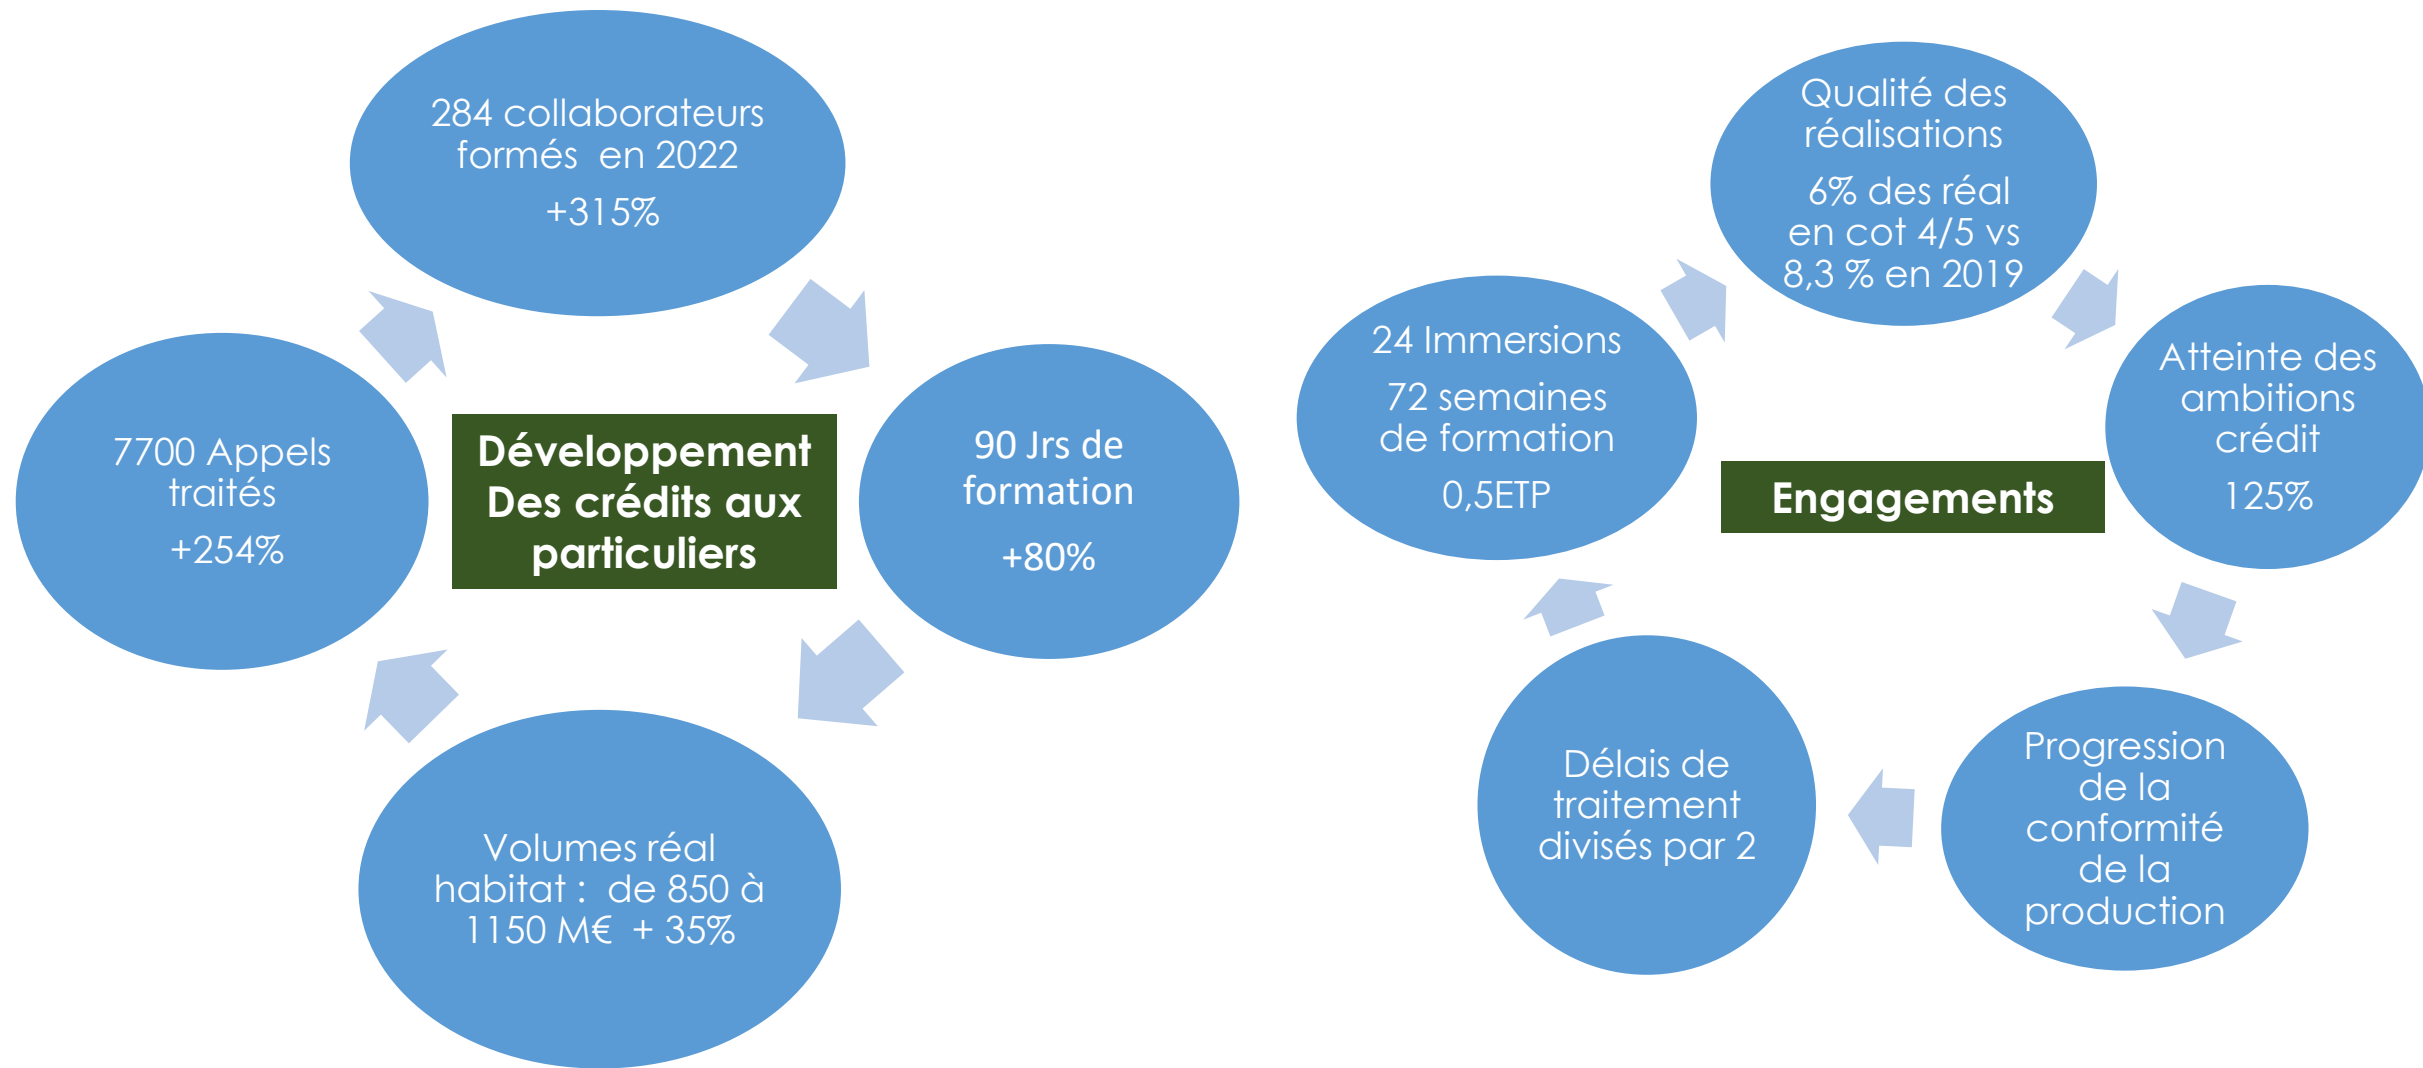 284 collaborateurs
formés  en 2022
+315%
90 Jrs de
formation
+80%
Volumes réal
habitat :  de 850 à
1150 M€  + 35%
7700 Appels
traités
+254%
Développement
Des crédits aux
particuliers
Qualité des
réalisations
6% des réal
en cot 4/5 vs
8,3 % en 2019
Atteinte des
ambitions
crédit
125%
Progression
de la
conformité
de la
production
Délais de
traitement
divisés par 2
24 Immersions
72 semaines
de formation
0,5ETP
Engagements